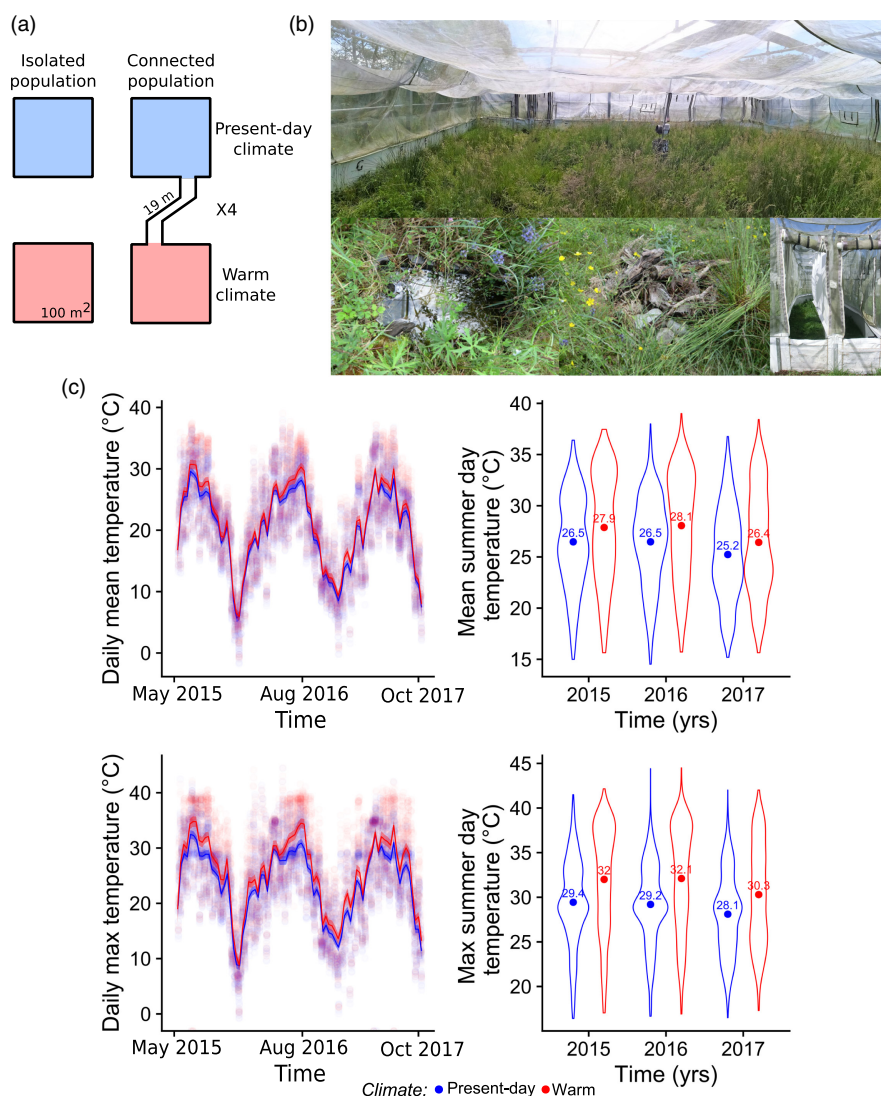 (a)
Isolated
population
Connected
population
Present-day
climate
19 m
X4
Warm
climate
100 m²
(b)
(c)
Daily mean temperature (°C)
40
30
20
10
0
May 2015
Aug 2016
Oct 2017
Time
Mean summer day
temperature (°C)
40
35
30
25
20
15
26.5
27.9
26.5
28.1
25.2
26.4
2015
2016
2017
Time (yrs)
Daily max temperature (°C)
40
30
20
10
0
May 2015
Aug 2016
Oct 2017
Time
Max summer day
temperature (°C)
45
40
35
30
25
20
29.4
32
29.2
32.1
28.1
30.3
2015
2016
2017
Time (yrs)
Climate: Present-day Warm